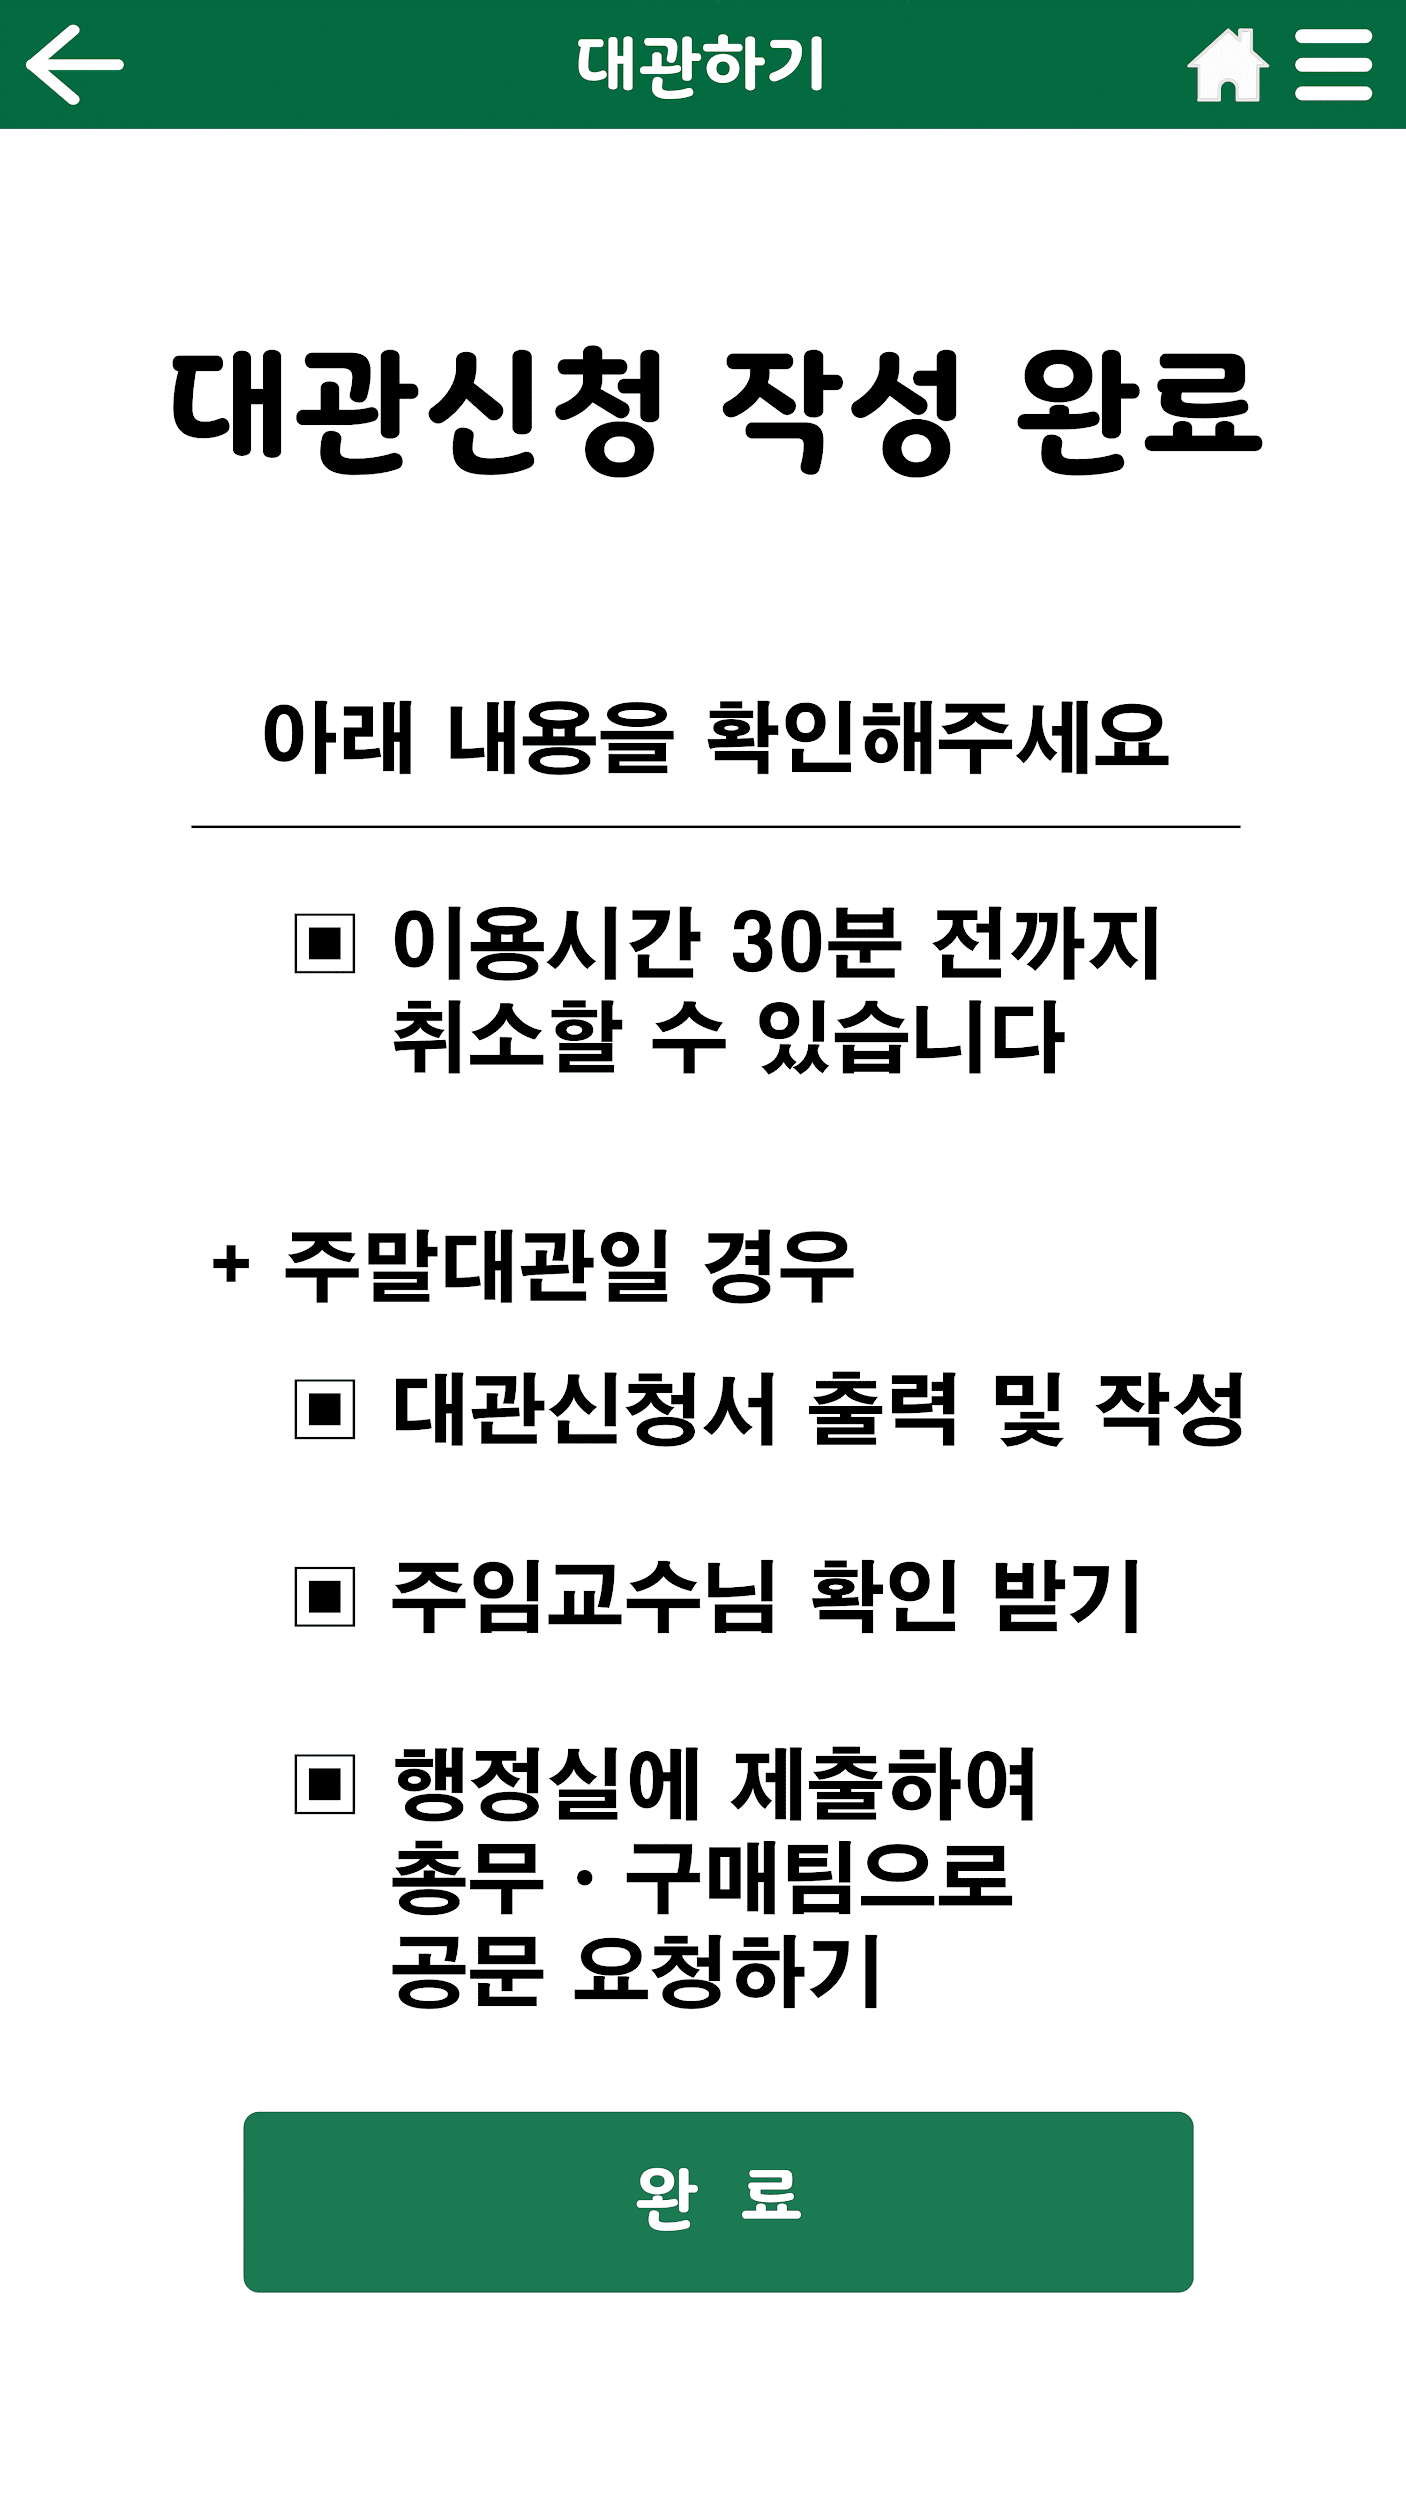 대관하기
대관신청 작성 완료
아래 내용을 확인해주세요
▣ 이용시간 30분 전까지
취소할 수 있습니다
+ 주말대관일 경우
▣ 대관신청서 출력 및 작성
▣ 주임교수님 확인 받기
▣ 행정실에 제출하여
총무 · 구매팀으로
공문 요청하기
완 료